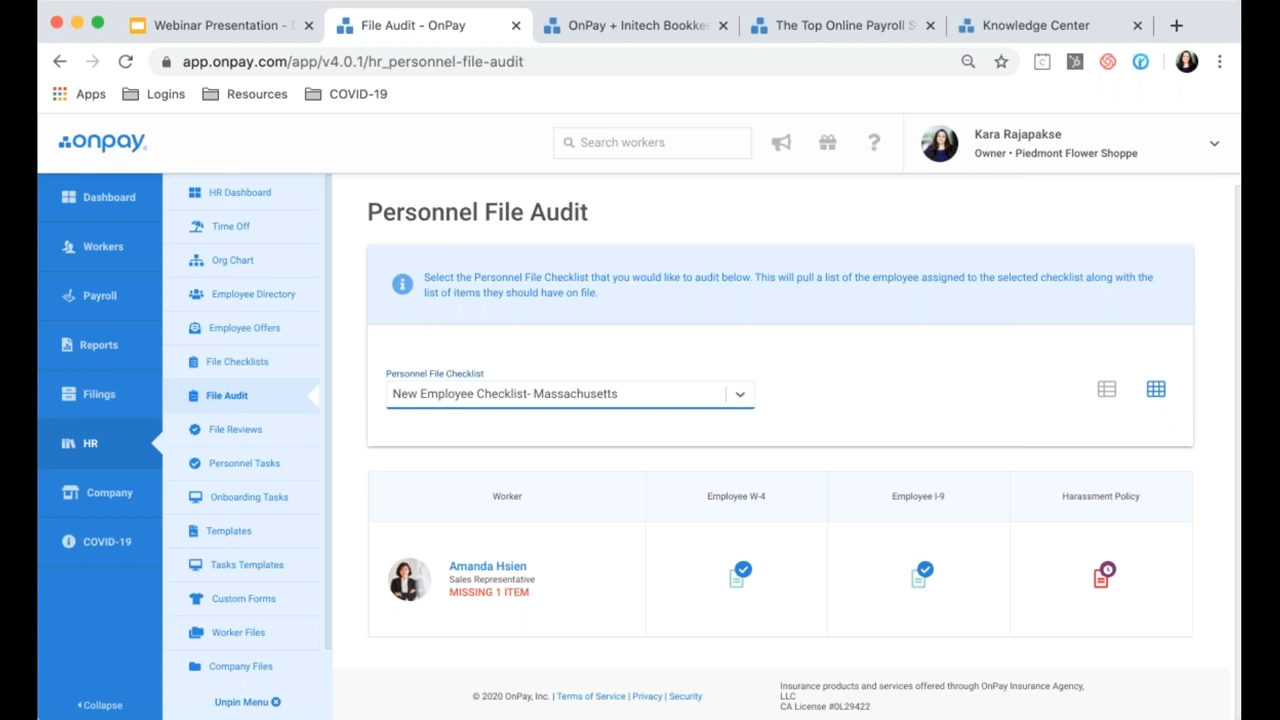 Webinar Presentation -
File Audit - OnPay
OnPay + Initech Bookke
The Top Online Payroll S
Knowledge Center
app.onpay.com/app/v4.0.1/hr_personnel-file-audit
Apps
Logins
Resources
COVID-19
onpay
Search workers
?
Kara Rajapakse
Owner • Piedmont Flower Shoppe
Dashboard
Workers
Payroll
Reports
Filings
HR
Company
COVID-19
Collapse
HR Dashboard
Time Off
Org Chart
Employee Directory
Employee Offers
File Checklists
File Audit
File Reviews
Personnel Tasks
Onboarding Tasks
Templates
Tasks Templates
Custom Forms
Worker Files
Company Files
Unpin Menu
Personnel File Audit
Select the Personnel File Checklist that you would like to audit below. This will pull a list of the employee assigned to the selected checklist along with the
list of items they should have on file.
Personnel File Checklist
New Employee Checklist- Massachusetts
Worker
Employee W-4
Employee I-9
Harassment Policy
Amanda Hsien
Sales Representative
MISSING 1 ITEM
© 2020 OnPay, Inc. | Terms of Service | Privacy | Security
Insurance products and services offered through OnPay Insurance Agency,
LLC
CA License #0L29422